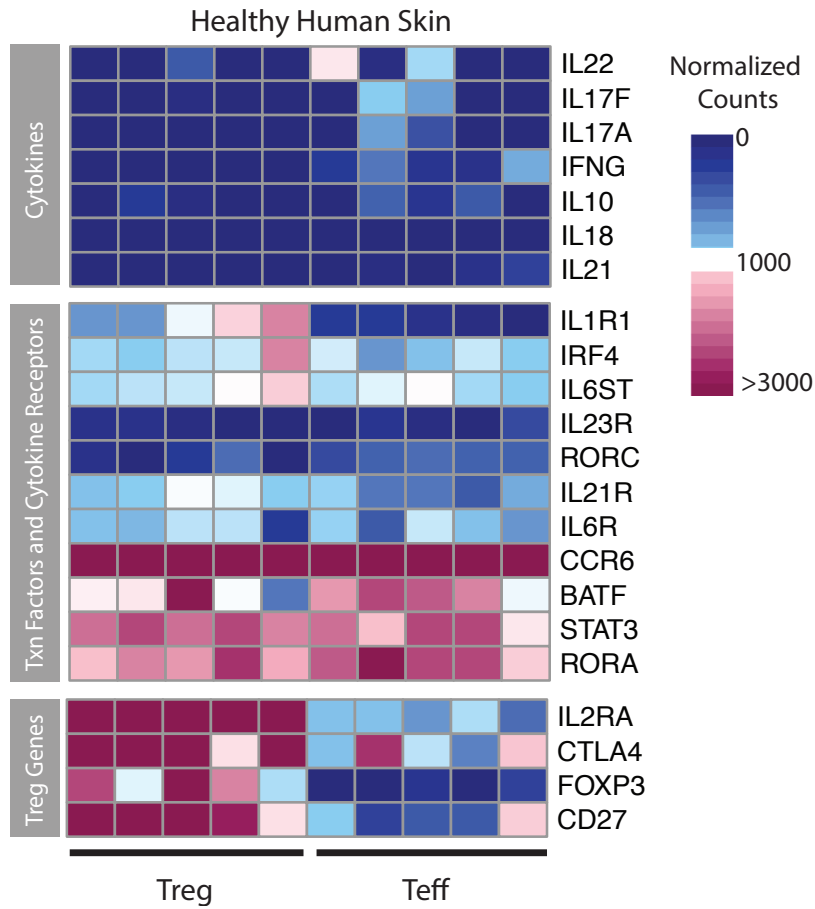 Healthy Human Skin
Cytokines
IL22
IL17F
IL17A
IFNG
IL10
IL18
IL21
Normalized
Counts
0
1000
>3000
Txn Factors and Cytokine Receptors
IL1R1
IRF4
IL6ST
IL23R
RORC
IL21R
IL6R
CCR6
BATF
STAT3
RORA
Treg Genes
IL2RA
CTLA4
FOXP3
CD27
Treg
Teff